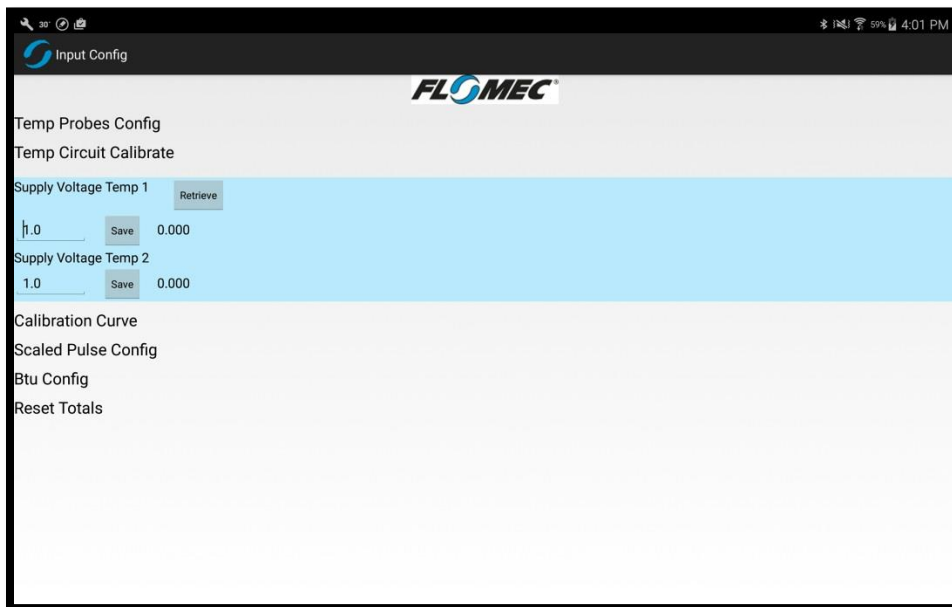 30° 59% 4:01 PM
Input Config
FLOMEC®
Temp Probes Config
Temp Circuit Calibrate
Supply Voltage Temp 1 Retrieve
1.0 Save 0.000
Supply Voltage Temp 2
1.0 Save 0.000
Calibration Curve
Scaled Pulse Config
Btu Config
Reset Totals